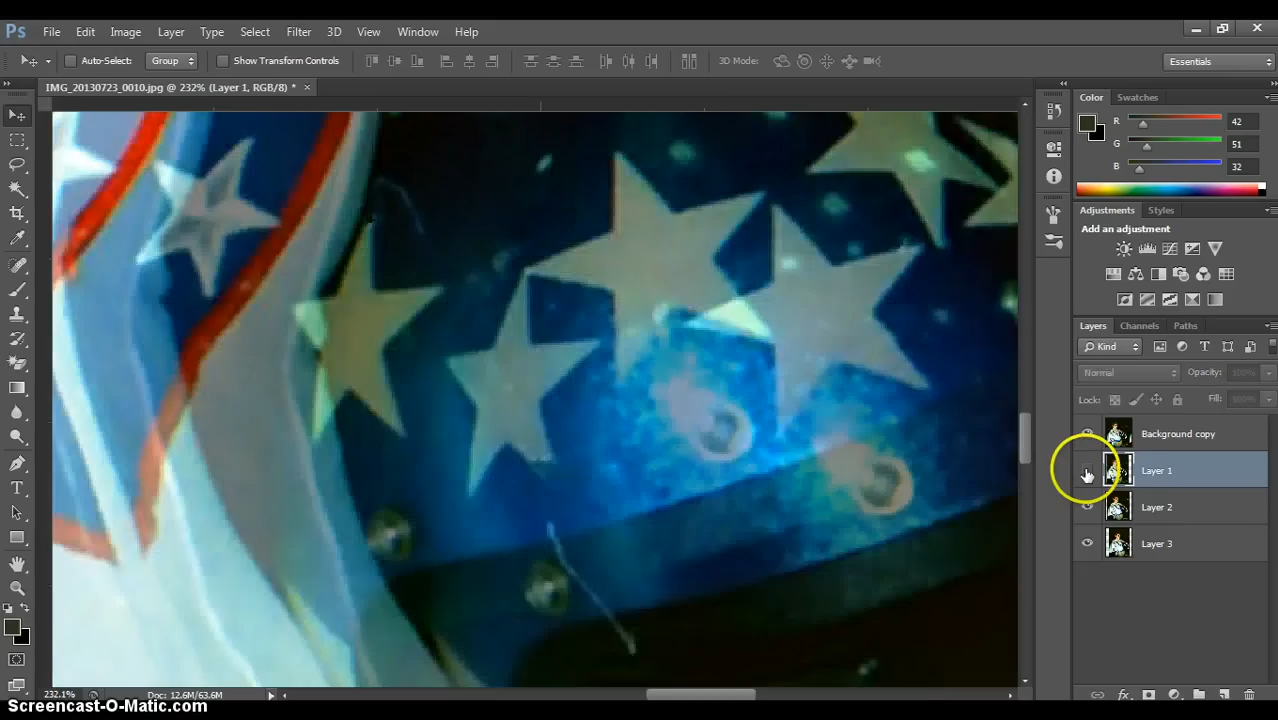 Ps File Edit Image Layer Type Select Filter 3D View Window Help
Auto-Select: Group Show Transform Controls 3D Mode: Essentials
IMG_20130723_0010.jpg @ 232% (Layer 1, RGB/8) * ×
Color Swatches
R 42
G 51
B 32
Adjustments Styles
Add an adjustment
Layers Channels Paths
Kind
Normal Opacity: 100%
Lock: Fill: 100%
Background copy
Layer 1
Layer 2
Layer 3
232.1% Doc: 12.6M/63.6M
Screencast-O-Matic.com